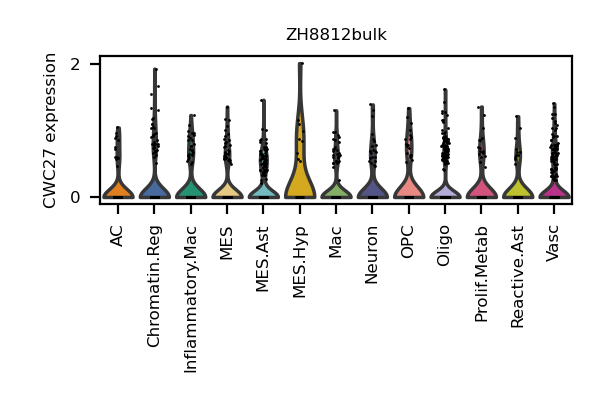 ZH8812bulk
CWC27 expression
2
0
AC
Chromatin.Reg
Inflammatory.Mac
MES
MES.Ast
MES.Hyp
Mac
Neuron
OPC
Oligo
Prolif.Metab
Reactive.Ast
Vasc